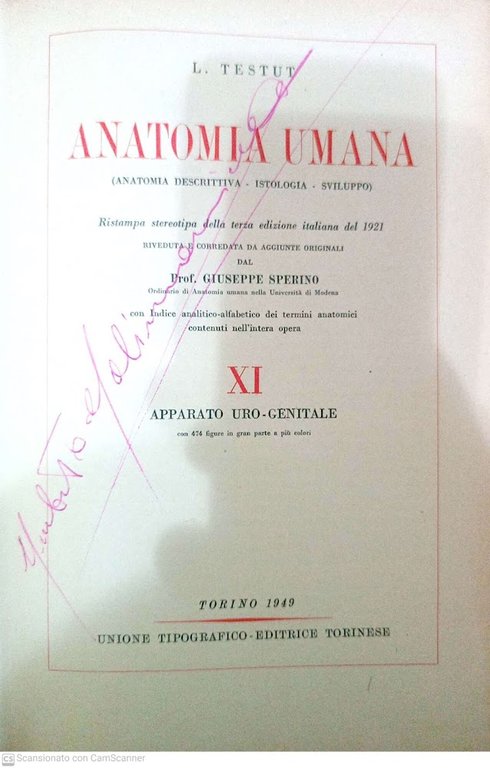 L. TESTUT
ANATOMIA UMANA
(ANATOMIA DESCRITTIVA - ISTOLOGIA - SVILUPPO)
Ristampa stereotipa della terza edizione italiana del 1921
RIVEDUTA E CORREDATA DA AGGIUNTE ORIGINALI
DAL
Prof. GIUSEPPE SPERINO
Ordinario di Anatomia umana nella Università di Modena
con Indice analitico-alfabetico dei termini anatomici
contenuti nell'intera opera
XI
APPARATO URO-GENITALE
con 474 figure in gran parte a più colori
TORINO 1949
UNIONE TIPOGRAFICO-EDITRICE TORINESE
CS Scansionato con CamScanner